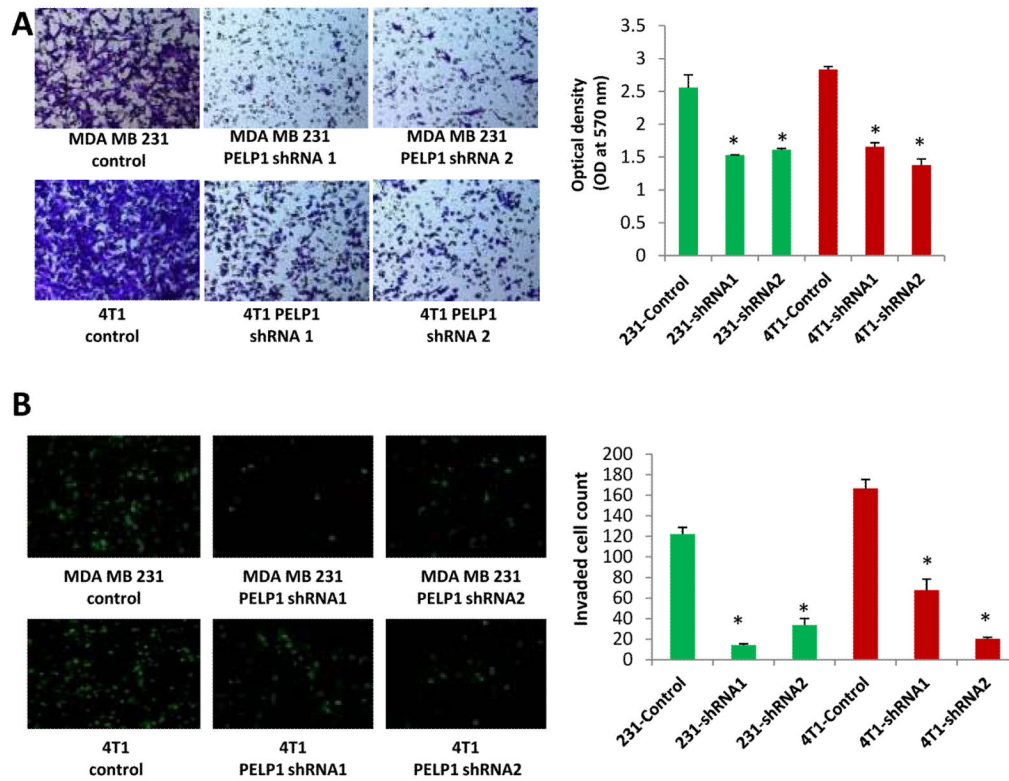 A
MDA MB 231
control
MDA MB 231
PELP1 shRNA 1
MDA MB 231
PELP1 shRNA 2
4T1
control
4T1 PELP1
shRNA 1
4T1 PELP1
shRNA 2
Optical density
(OD at 570 nm)
3.5
3
2.5
2
1.5
1
0.5
0
*
*
*
*
231-Control
231-shRNA1
231-shRNA2
4T1-Control
4T1-shRNA1
4T1-shRNA2
B
MDA MB 231
control
MDA MB 231
PELP1 shRNA1
MDA MB 231
PELP1 shRNA2
4T1
control
4T1
PELP1 shRNA1
4T1
PELP1 shRNA2
Invaded cell count
200
180
160
140
120
100
80
60
40
20
0
*
*
*
*
231-Control
231-shRNA1
231-shRNA2
4T1-Control
4T1-shRNA1
4T1-shRNA2